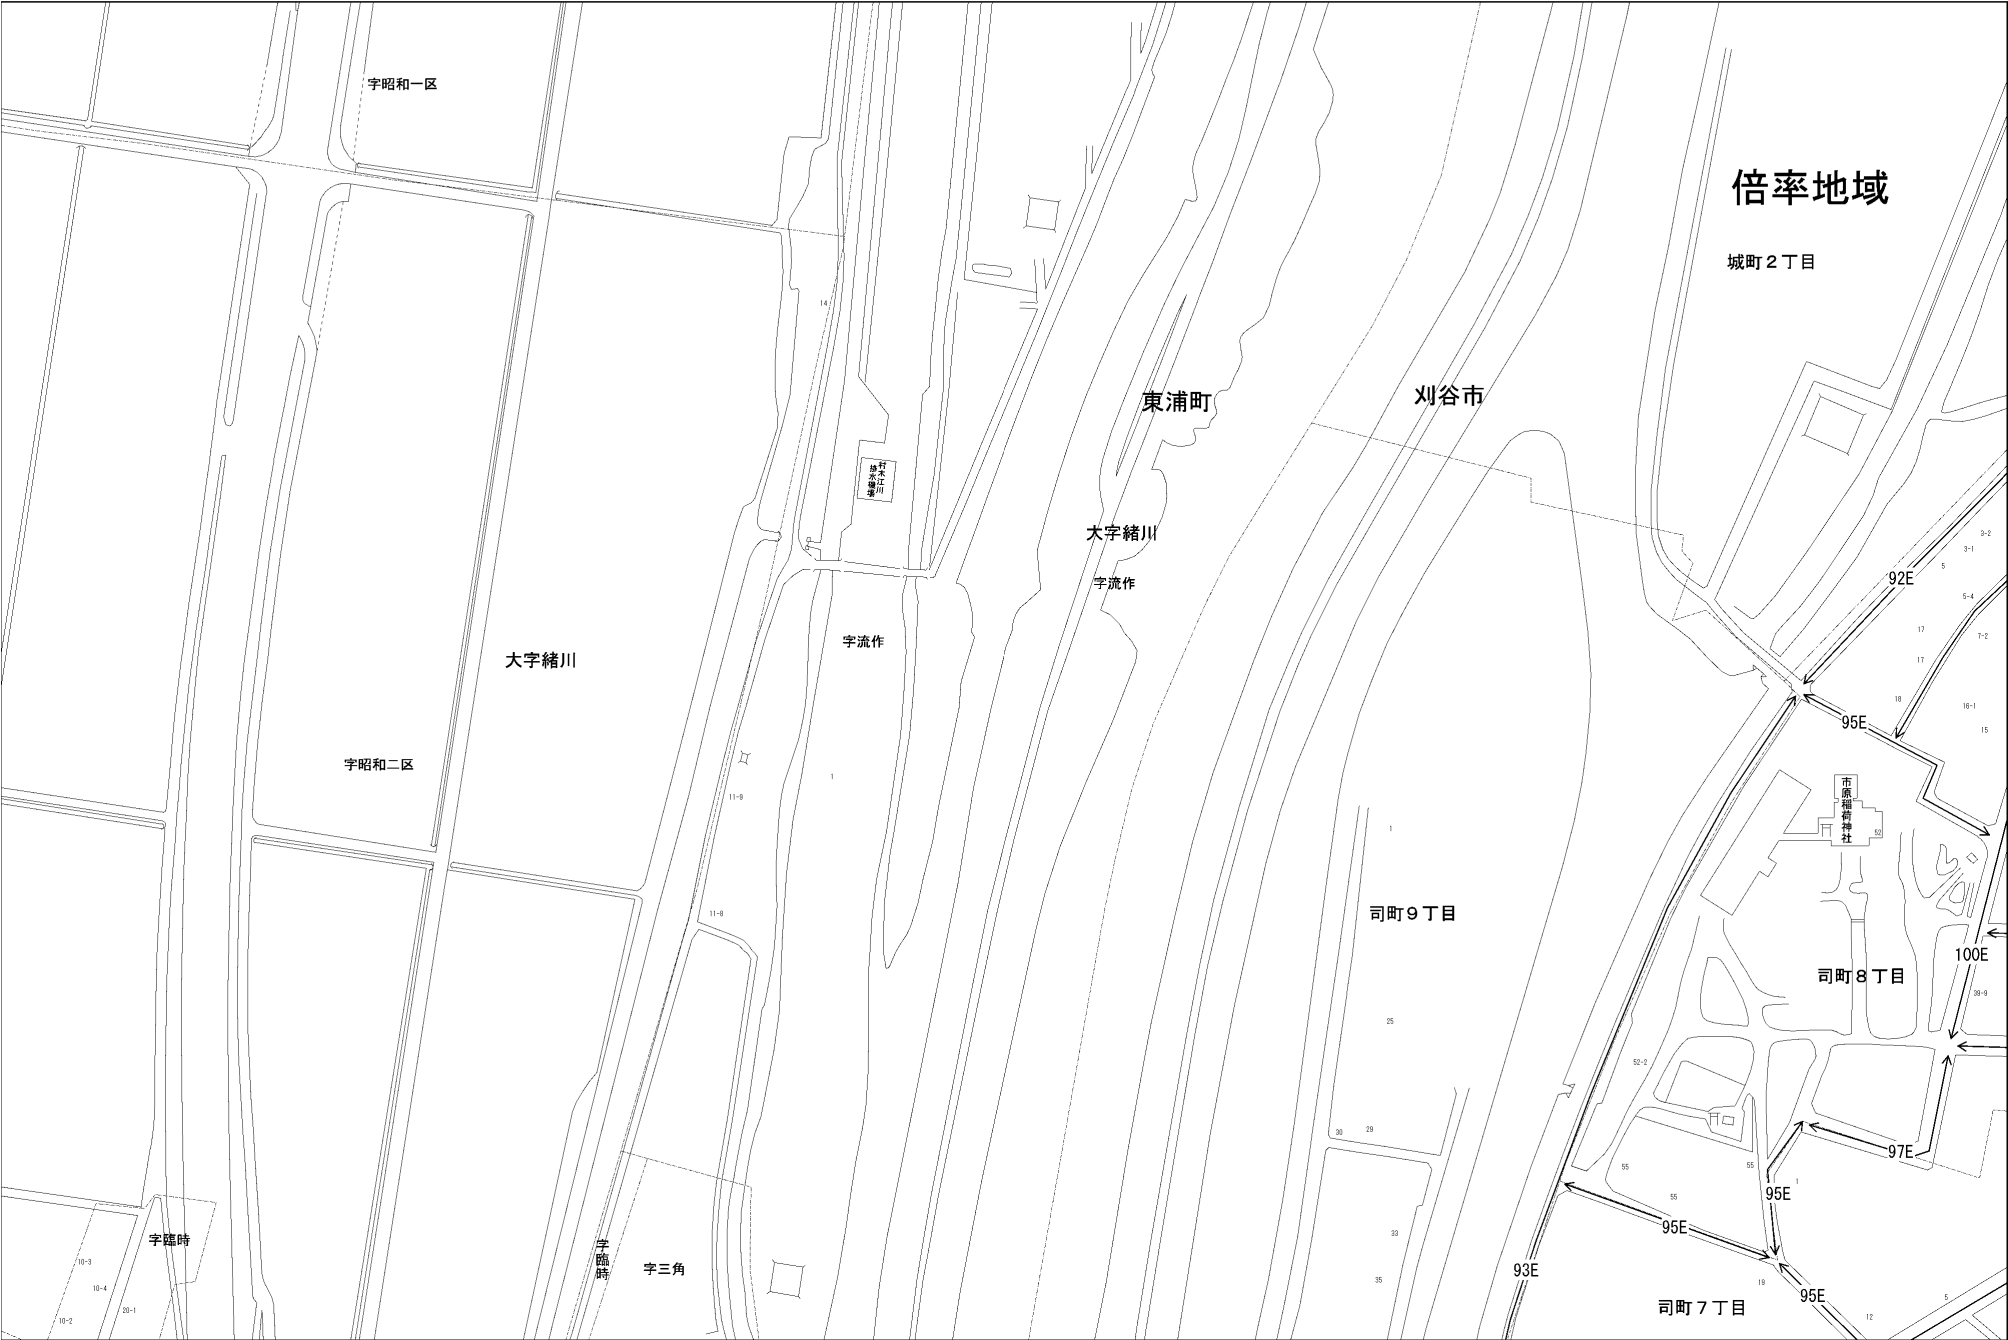 字昭和一区
倍率地域
城町２丁目
14
東浦町
刈谷市
村木江川
排水機場
大字緒川
3-2
3-1
5
92E
字流作
5-4
字流作
17
7-2
大字緒川
17
18
16-1
95E
15
字昭和二区
1
市原稲荷神社
11-9
1
52
11-8
司町９丁目
100E
司町８丁目
39-9
25
52-2
30
29
97E
55
55
1
95E
55
95E
33
字臨時
字臨時
10-3
字三角
93E
35
19
10-4
95E
5
20-1
司町７丁目
10-2
12